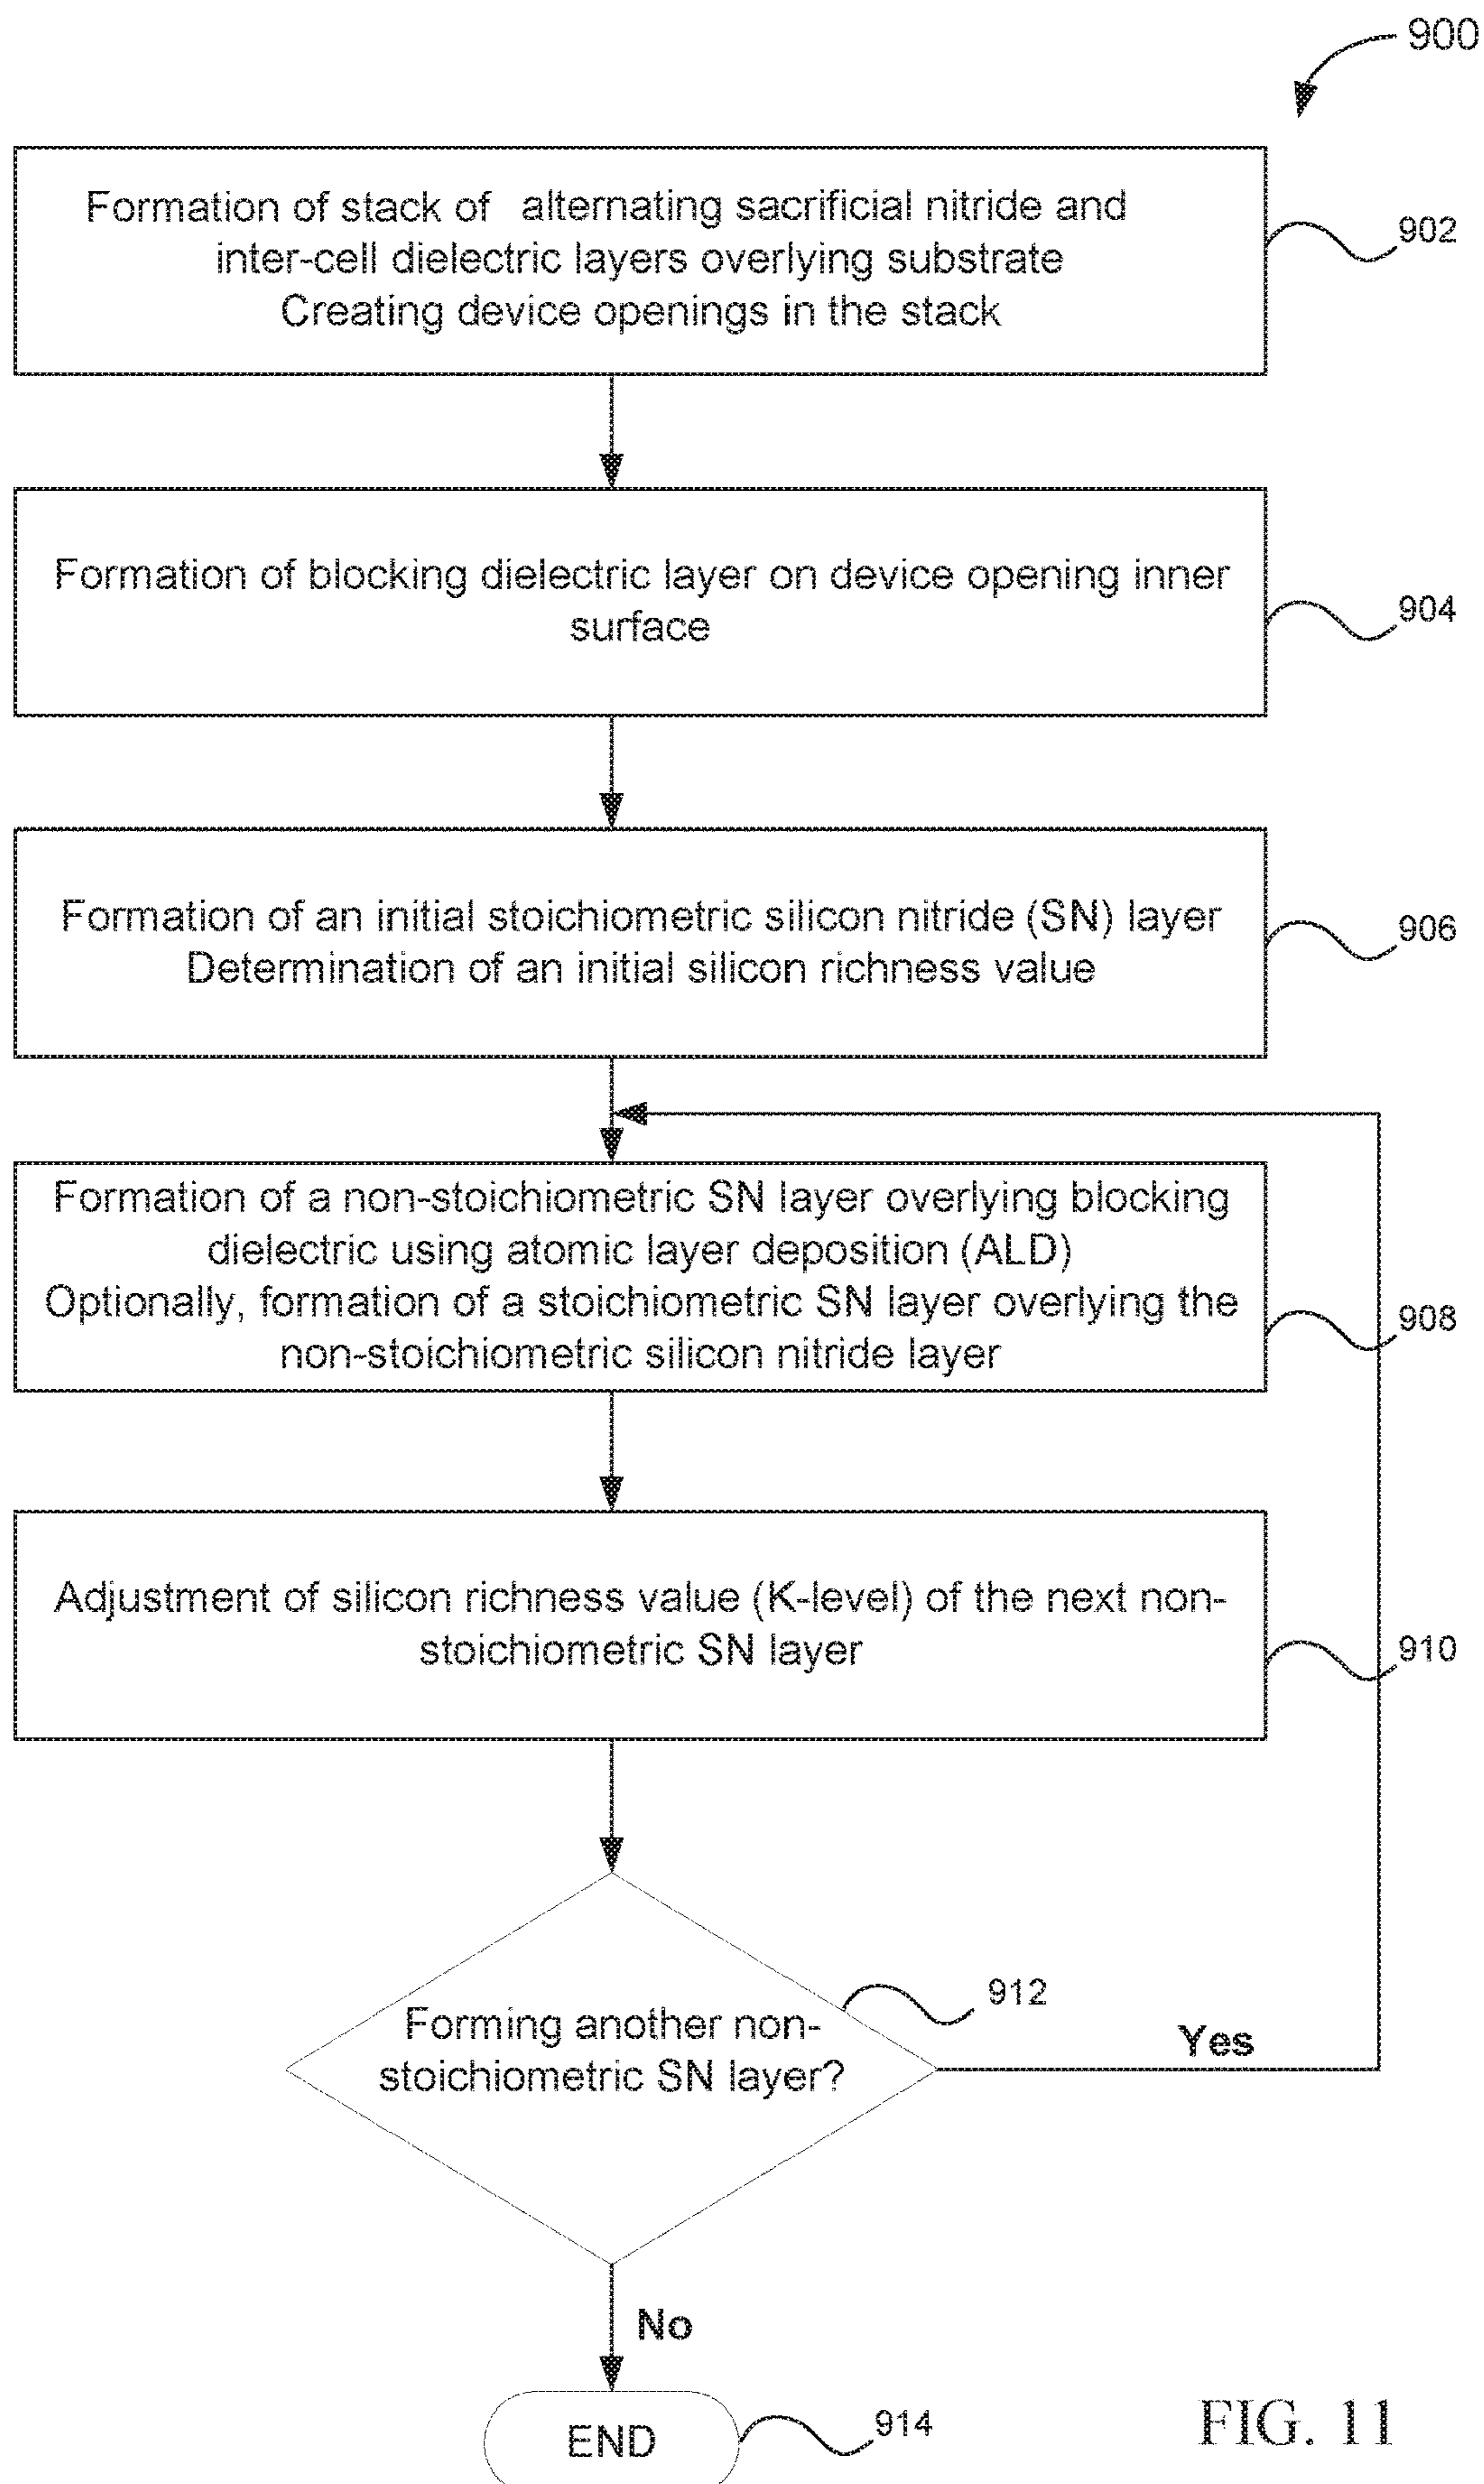 900
Formation of stack of alternating sacrificial nitride and
inter-cell dielectric layers overlying substrate
Creating device openings in the stack
902
Formation of blocking dielectric layer on device opening inner
surface
904
Formation of an initial stoichiometric silicon nitride (SN) layer
Determination of an initial silicon richness value
906
Formation of a non-stoichiometric SN layer overlying blocking
dielectric using atomic layer deposition (ALD)
Optionally, formation of a stoichiometric SN layer overlying the
non-stoichiometric silicon nitride layer
908
Adjustment of silicon richness value (K-level) of the next non-
stoichiometric SN layer
910
Forming another non-
stoichiometric SN layer?
912
Yes
No
END
914
FIG. 11